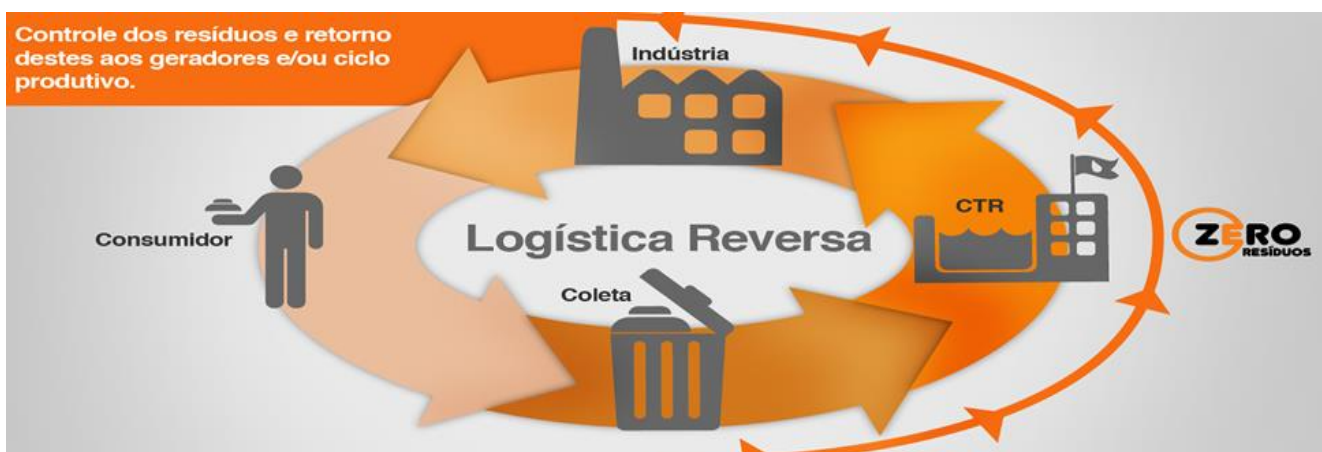 Controle dos resíduos e retorno
destes aos geradores e/ou ciclo
produtivo.
Indústria
CTR
Consumidor
Logística Reversa
ZERO
RESÍDUOS
Coleta